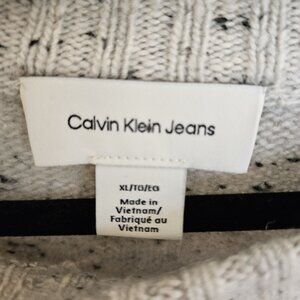 Calvin Klein Jeans
XL/TG/EG
Made in
Vietnam/
Fabriqué au
Vietnam